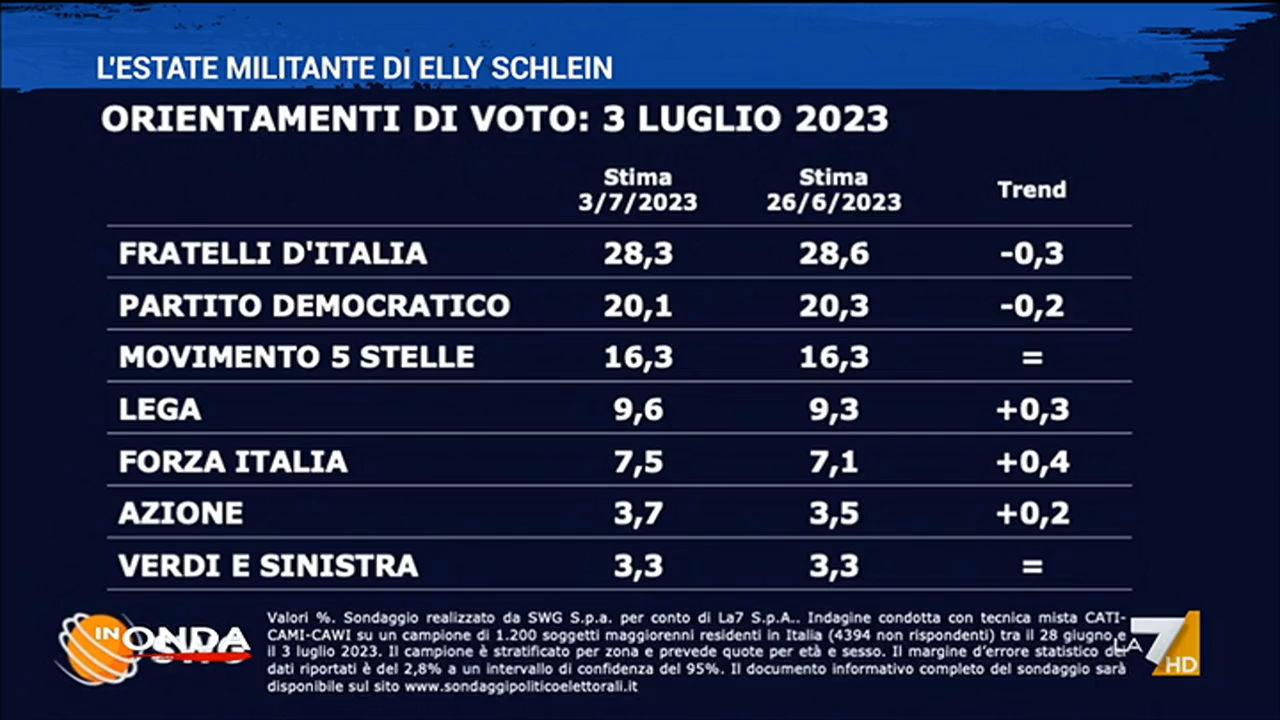 L'ESTATE MILITANTE DI ELLY SCHLEIN
ORIENTAMENTI DI VOTO: 3 LUGLIO 2023
Stima 3/7/2023 Stima 26/6/2023 Trend
FRATELLI D'ITALIA 28,3 28,6 -0,3
PARTITO DEMOCRATICO 20,1 20,3 -0,2
MOVIMENTO 5 STELLE 16,3 16,3 =
LEGA 9,6 9,3 +0,3
FORZA ITALIA 7,5 7,1 +0,4
AZIONE 3,7 3,5 +0,2
VERDI E SINISTRA 3,3 3,3 =
IN ONDA
SWG
Valori %. Sondaggio realizzato da SWG S.p.a. per conto di La7 S.p.A.. Indagine condotta con tecnica mista CATI-
CAMI-CAWI su un campione di 1.200 soggetti maggiorenni residenti in Italia (4394 non rispondenti) tra il 28 giugno e
il 3 luglio 2023. Il campione è stratificato per zona e prevede quote per età e sesso. Il margine d'errore statistico dei
dati riportati è del 2,8% a un intervallo di confidenza del 95%. Il documento informativo completo del sondaggio sarà
disponibile sul sito www.sondaggipoliticoelettorali.it
LA 7 HD